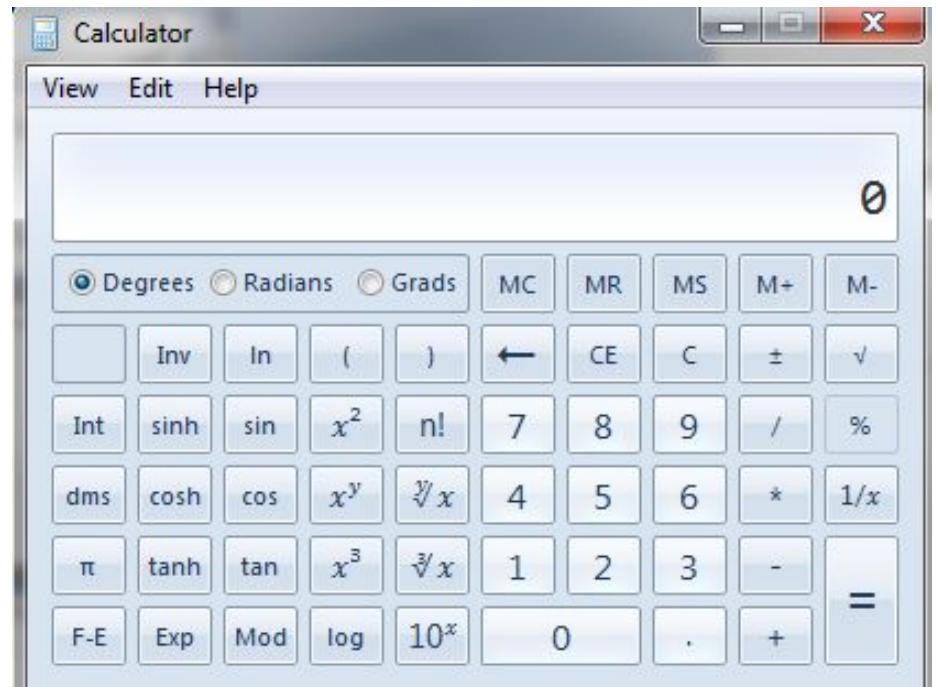 Calculator
View Edit Help
0
Degrees Radians Grads MC MR MS M+ M-
Inv ln ( ) ← CE C ± √
Int sinh sin x² n! 7 8 9 / %
dms cosh cos xʸ ʸ√x 4 5 6 * 1/x
π tanh tan x³ ³√x 1 2 3 - =
F-E Exp Mod log 10ˣ 0 . +